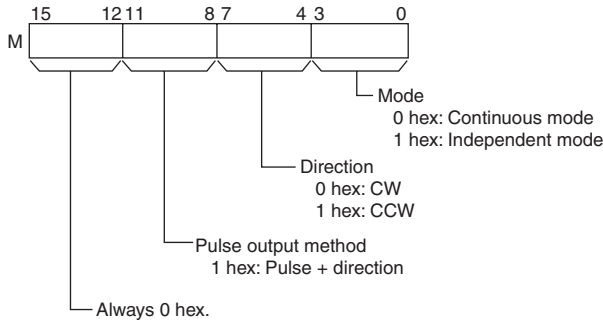 15 12 11 8 7 4 3 0
M
Mode
0 hex: Continuous mode
1 hex: Independent mode
Direction
0 hex: CW
1 hex: CCW
Pulse output method
1 hex: Pulse + direction
Always 0 hex.